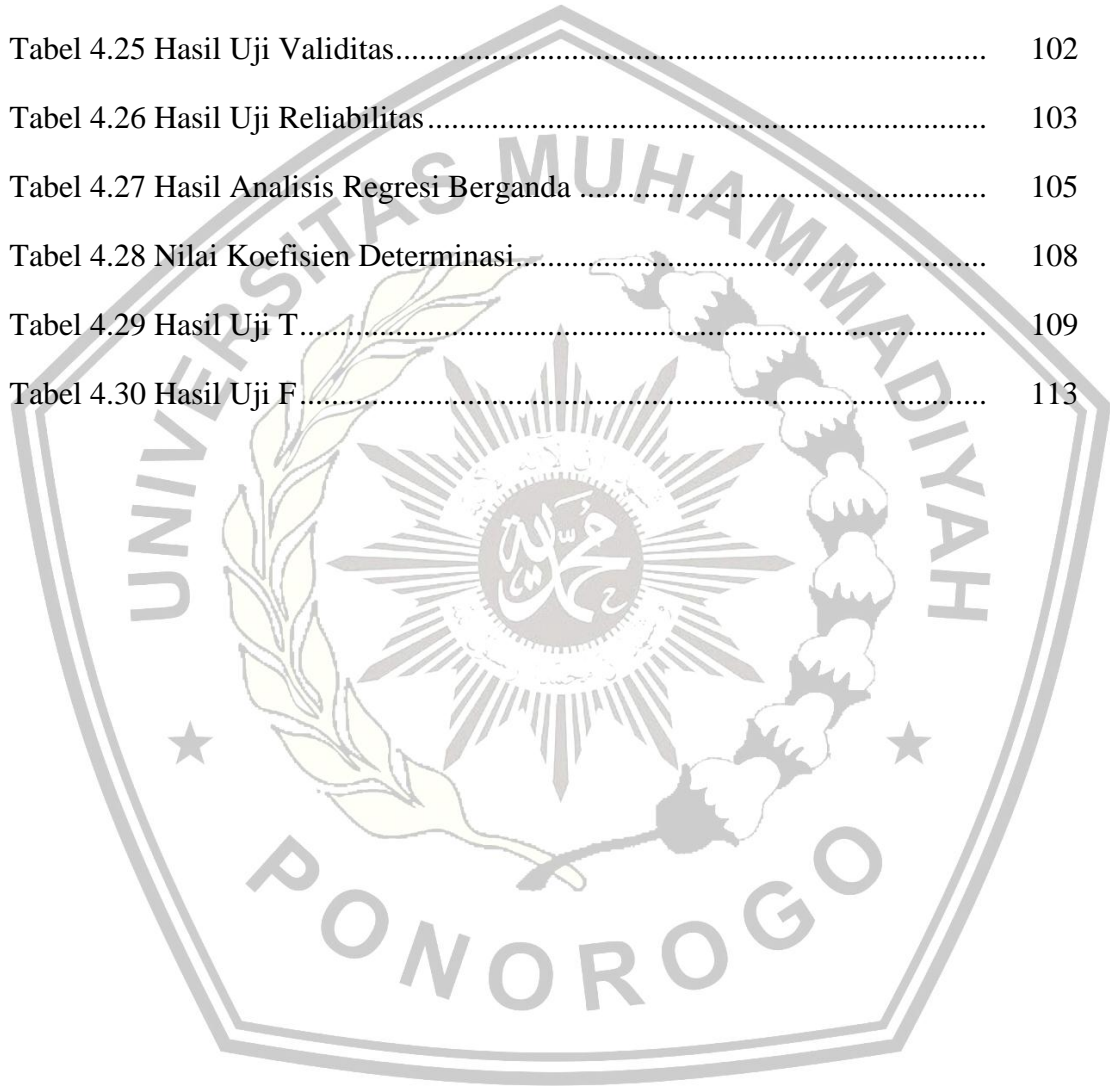 Tabel 4.25 Hasil Uji Validitas......................................................................... 102
Tabel 4.26 Hasil Uji Reliabilitas..................................................................... 103
Tabel 4.27 Hasil Analisis Regresi Berganda .................................................. 105
Tabel 4.28 Nilai Koefisien Determinasi.......................................................... 108
Tabel 4.29 Hasil Uji T..................................................................................... 109
Tabel 4.30 Hasil Uji F..................................................................................... 113
UNIVERSITAS MUHAMMADIYAH
محمدية
PONOROGO